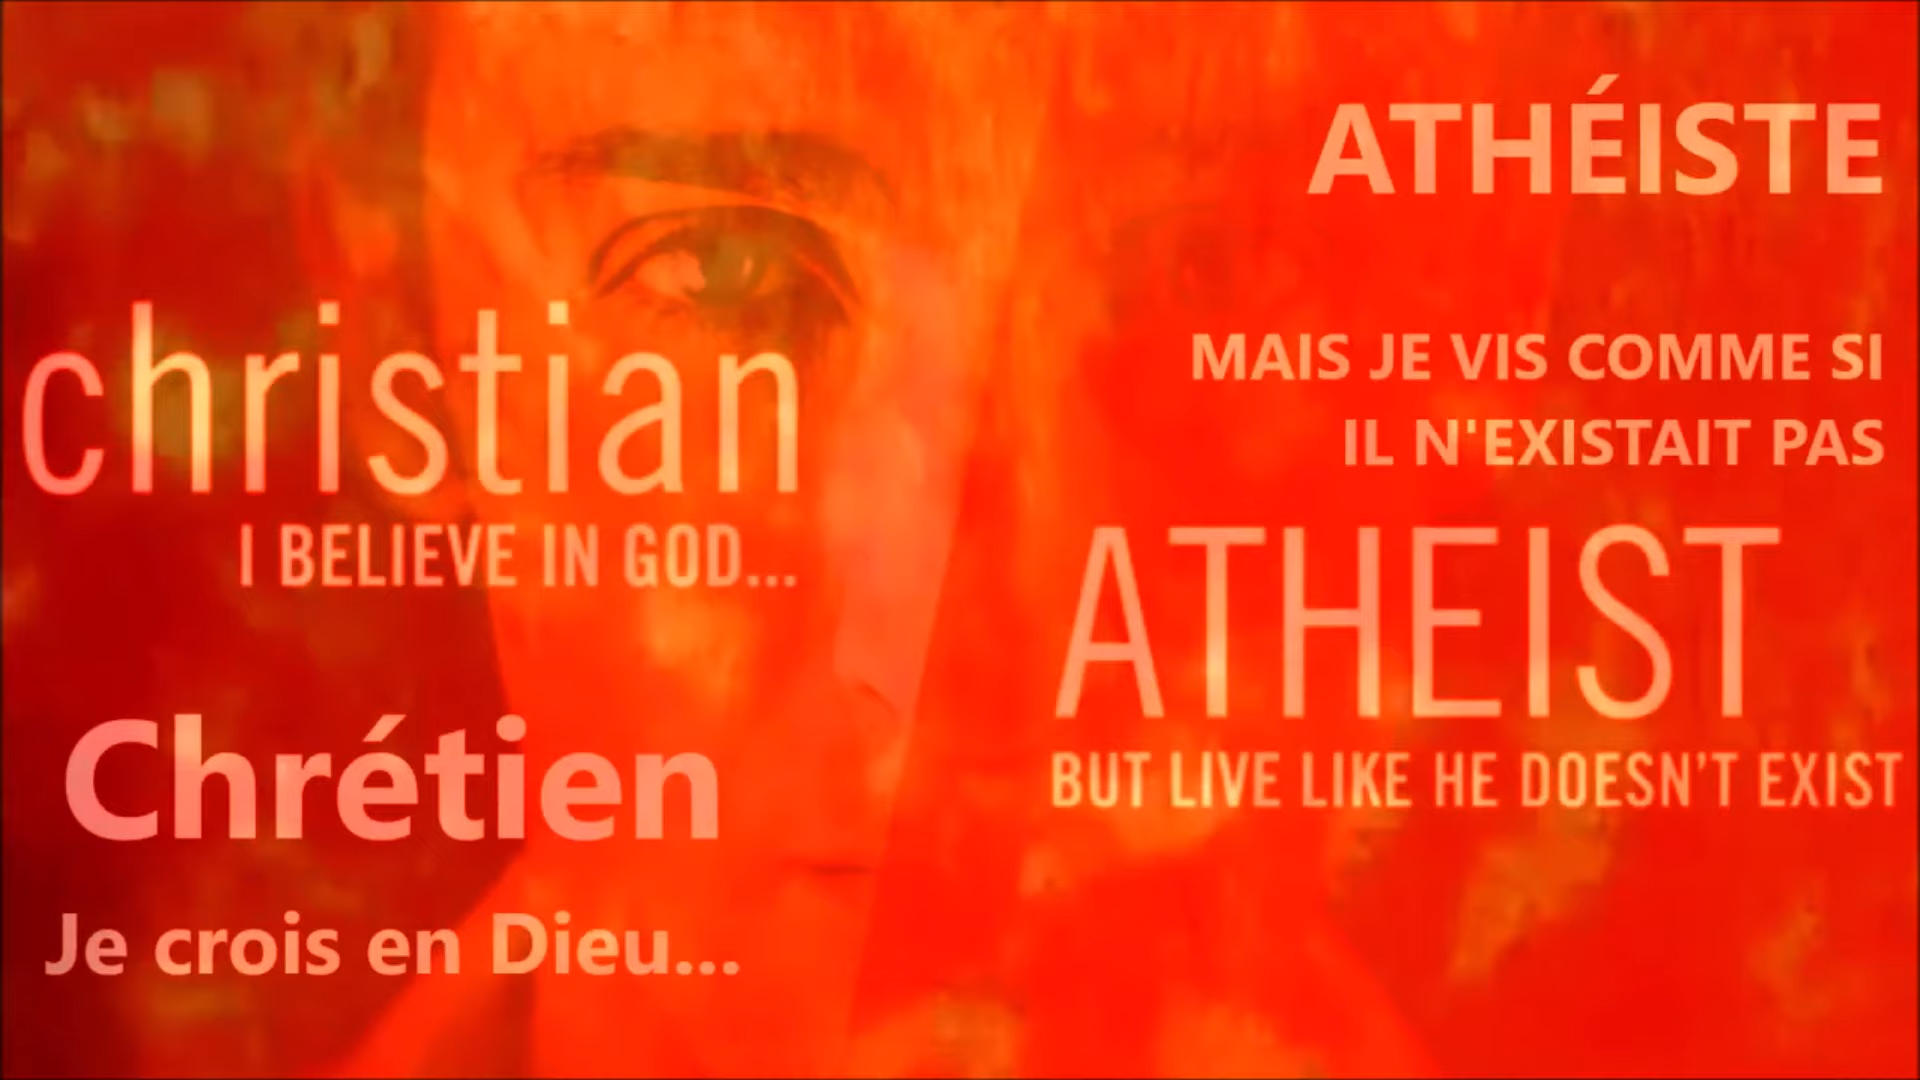 christian
I BELIEVE IN GOD...
Chrétien
Je crois en Dieu...
ATHÉISTE
MAIS JE VIS COMME SI
IL N'EXISTAIT PAS
ATHEIST
BUT LIVE LIKE HE DOESN'T EXIST